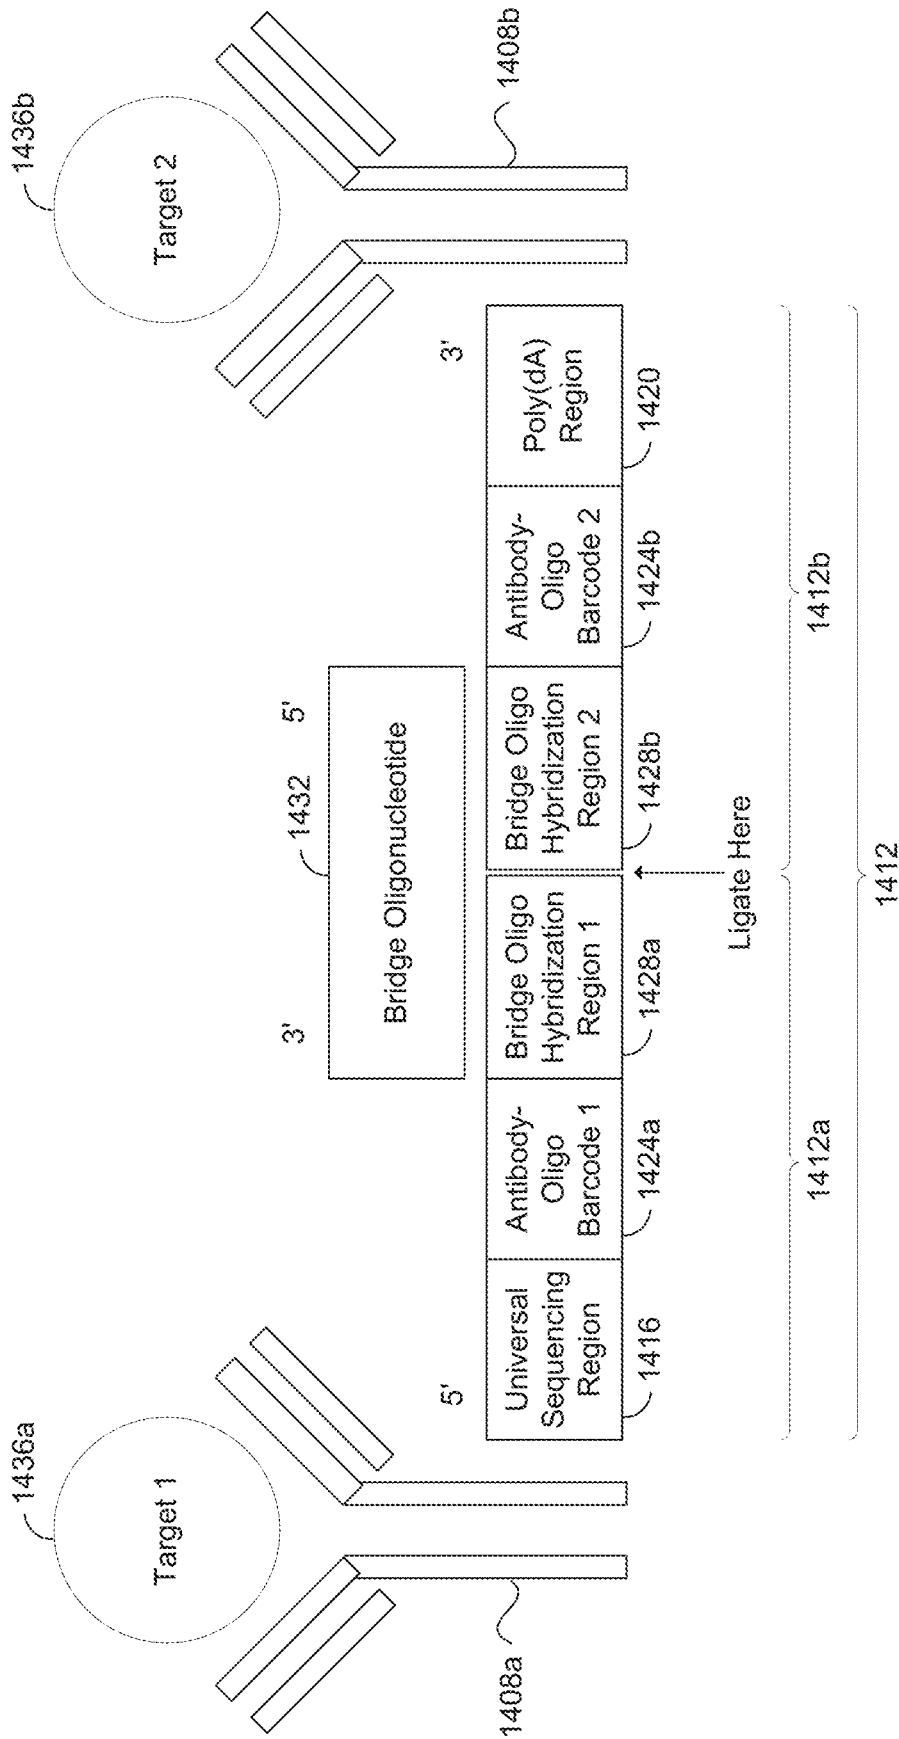 1436a
1436b
Target 1
Target 2
1432
3'
5'
Bridge Oligonucleotide
5'
3'
1408a
1408b
Universal
Sequencing
Region
Antibody-
Oligo
Barcode 1
Bridge Oligo
Hybridization
Region 1
Bridge Oligo
Hybridization
Region 2
Antibody-
Oligo
Barcode 2
Poly(dA)
Region
1416
1424a
1428a
1428b
1424b
1420
Ligate Here
1412a
1412b
1412